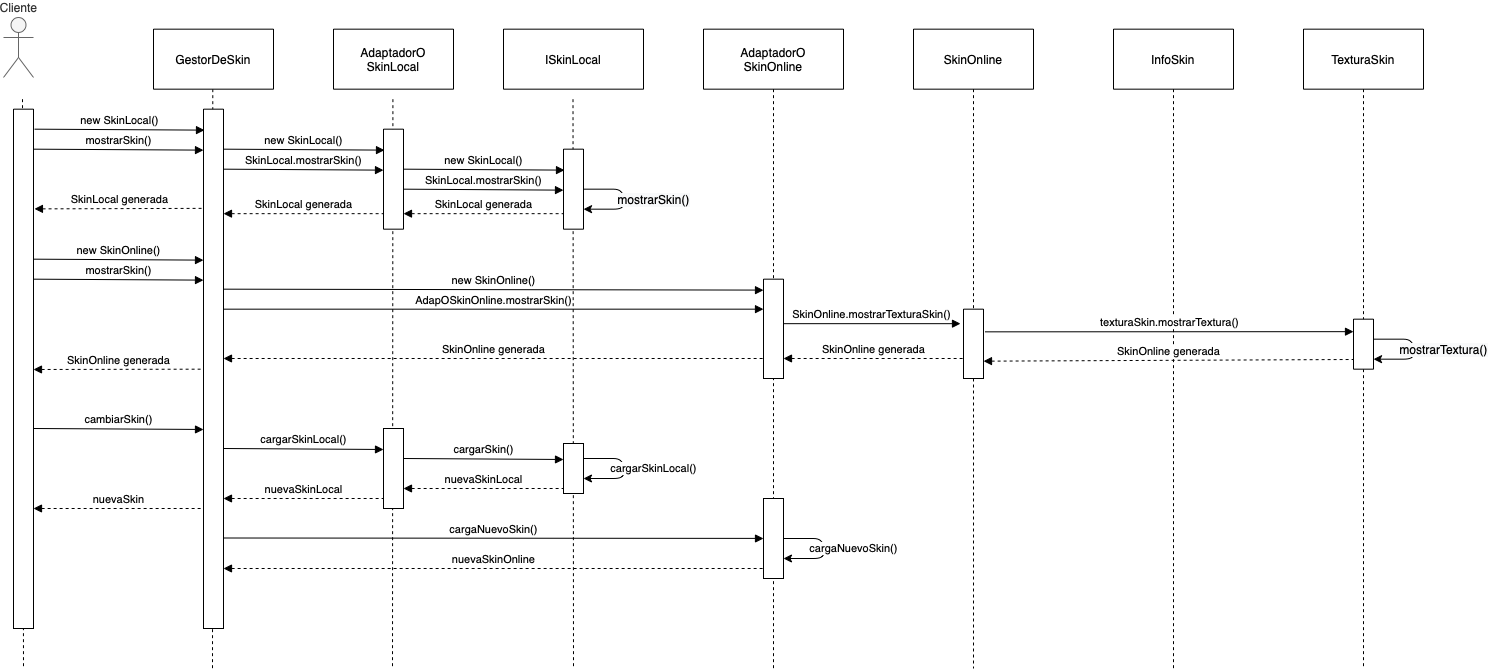 Cliente
GestorDeSkin
AdaptadorO
SkinLocal
ISkinLocal
AdaptadorO
SkinOnline
SkinOnline
InfoSkin
TexturaSkin
new SkinLocal()
mostrarSkin()
new SkinLocal()
SkinLocal.mostrarSkin()
new SkinLocal()
SkinLocal.mostrarSkin()
mostrarSkin()
SkinLocal generada
SkinLocal generada
SkinLocal generada
new SkinOnline()
mostrarSkin()
new SkinOnline()
AdapOSkinOnline.mostrarSkin()
SkinOnline.mostrarTexturaSkin()
texturaSkin.mostrarTextura()
mostrarTextura()
SkinOnline generada
SkinOnline generada
SkinOnline generada
SkinOnline generada
cambiarSkin()
cargarSkinLocal()
cargarSkin()
cargarSkinLocal()
nuevaSkinLocal
nuevaSkinLocal
nuevaSkin
cargaNuevoSkin()
cargaNuevoSkin()
nuevaSkinOnline